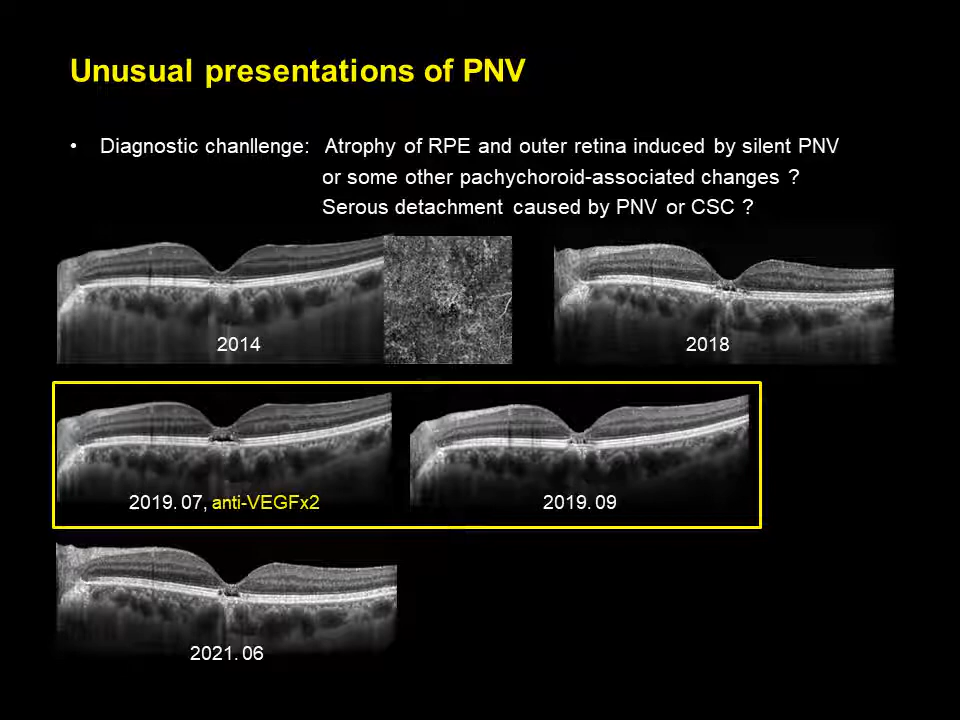 Unusual presentations of PNV
• Diagnostic chanllenge: Atrophy of RPE and outer retina induced by silent PNV
or some other pachychoroid-associated changes ?
Serous detachment caused by PNV or CSC ?
2014
2018
2019. 07, anti-VEGFx2
2019. 09
2021. 06